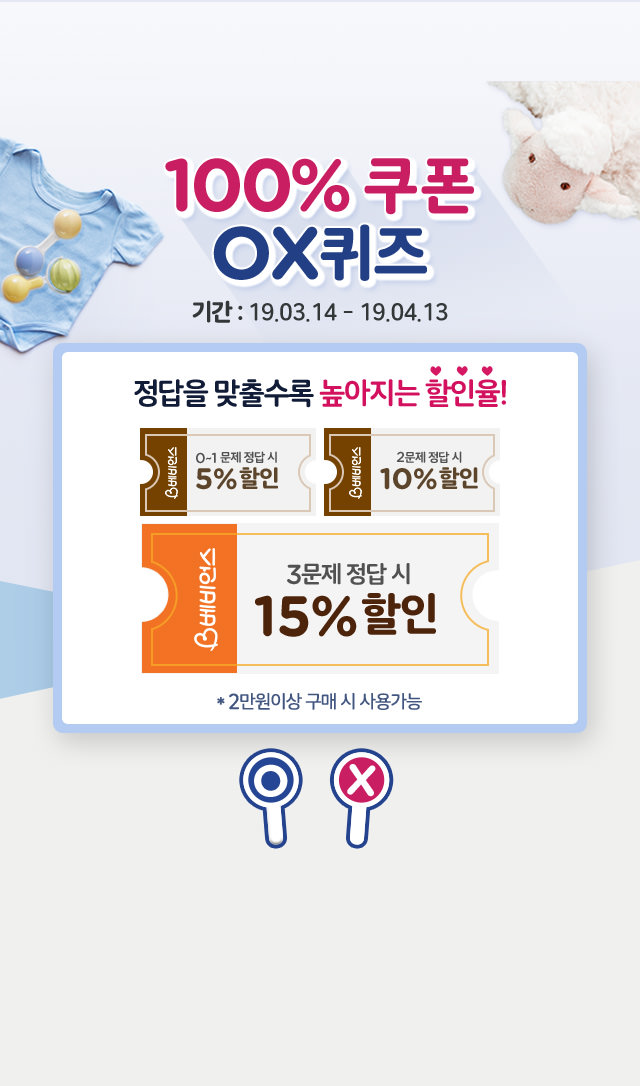 100% 쿠폰
OX퀴즈
기간 : 19.03.14 - 19.04.13
정답을 맞출수록 높아지는 할인율!
베비언스
0~1 문제 정답 시
5% 할인
베비언스
2문제 정답 시
10% 할인
베비언스
3문제 정답 시
15% 할인
* 2만원이상 구매 시 사용가능